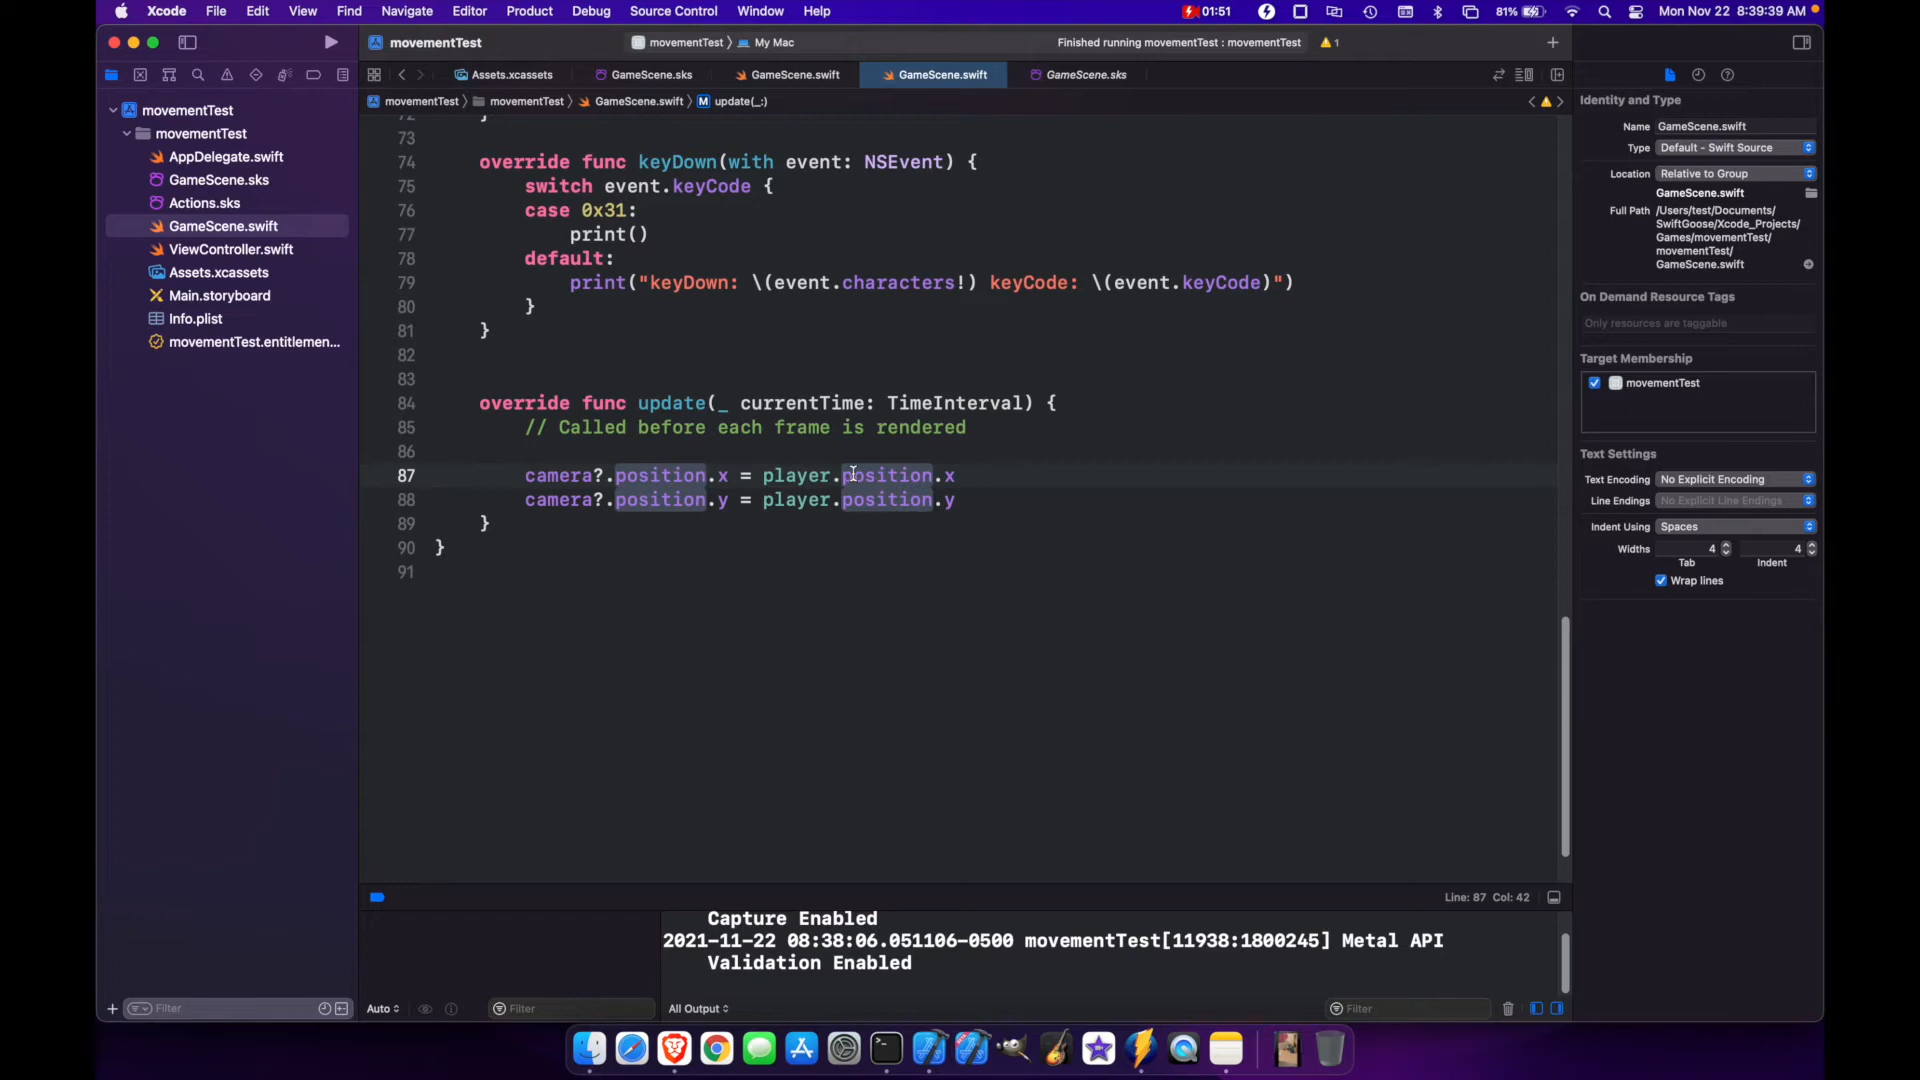 Xcode File Edit View Find Navigate Editor Product Debug Source Control Window Help 01:51 81% Mon Nov 22 8:39:39 AM
movementTest movementTest 〉 My Mac Finished running movementTest : movementTest 1
Assets.xcassets GameScene.sks GameScene.swift GameScene.swift GameScene.sks
movementTest 〉 movementTest 〉 GameScene.swift 〉 M update(_:)
movementTest
movementTest
AppDelegate.swift
GameScene.sks
Actions.sks
GameScene.swift
ViewController.swift
Assets.xcassets
Main.storyboard
Info.plist
movementTest.entitlemen...
72 }
73
74 override func keyDown(with event: NSEvent) {
75 switch event.keyCode {
76 case 0x31:
77 print()
78 default:
79 print("keyDown: \(event.characters!) keyCode: \(event.keyCode)")
80 }
81 }
82
83
84 override func update(_ currentTime: TimeInterval) {
85 // Called before each frame is rendered
86
87 camera?.position.x = player.position.x
88 camera?.position.y = player.position.y
89 }
90 }
91
Identity and Type
Name GameScene.swift
Type Default - Swift Source
Location Relative to Group
GameScene.swift
Full Path /Users/test/Documents/
SwiftGoose/Xcode_Projects/
Games/movementTest/
movementTest/
GameScene.swift
On Demand Resource Tags
Only resources are taggable
Target Membership
movementTest
Text Settings
Text Encoding No Explicit Encoding
Line Endings No Explicit Line Endings
Indent Using Spaces
Widths 4 4
Tab Indent
Wrap lines
Line: 87 Col: 42
Capture Enabled
2021-11-22 08:38:06.051106-0500 movementTest[11938:1800245] Metal API
Validation Enabled
Filter Auto Filter All Output Filter